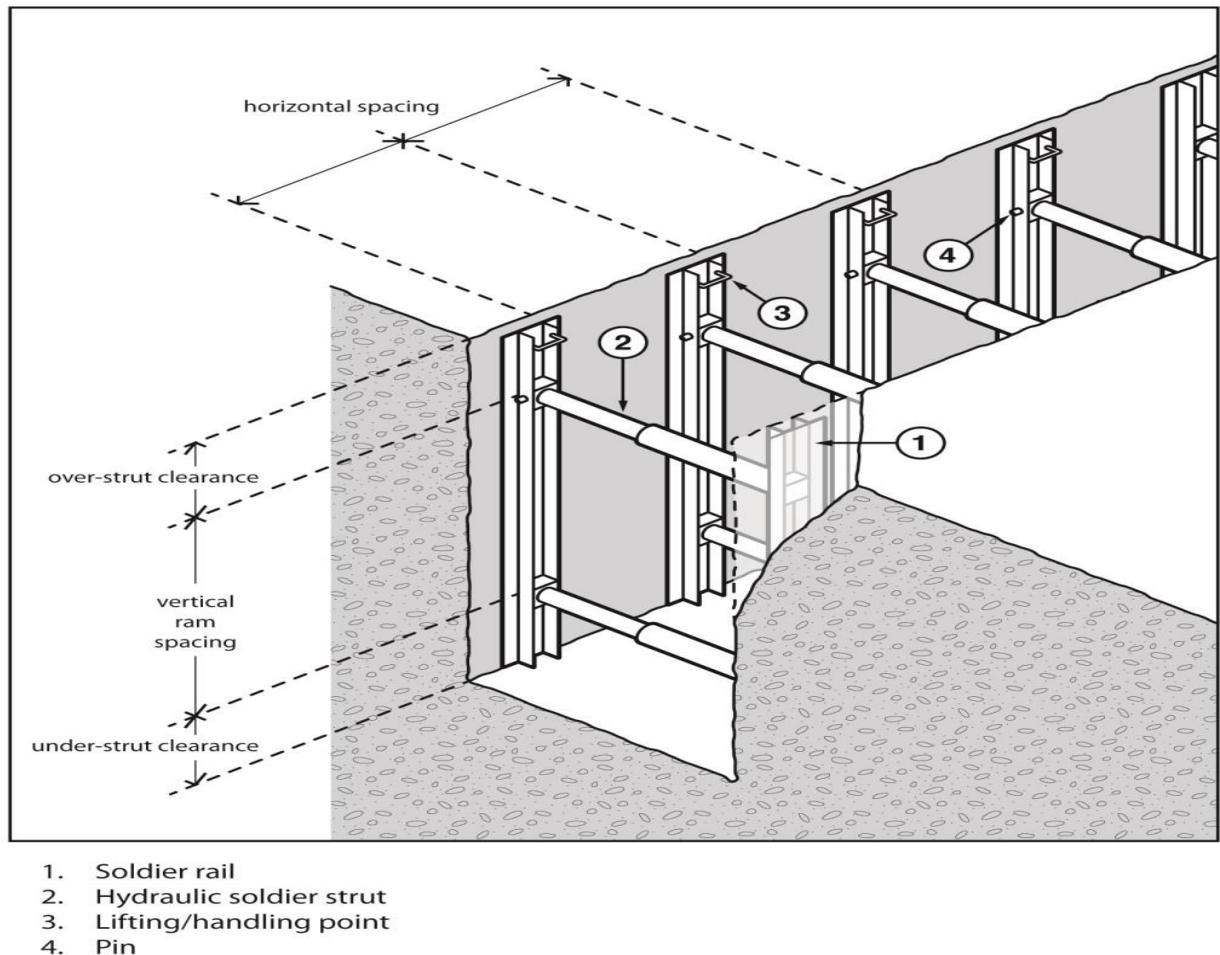 horizontal spacing
4
3
2
1
over-strut clearance
vertical
ram
spacing
under-strut clearance
1. Soldier rail
2. Hydraulic soldier strut
3. Lifting/handling point
4. Pin